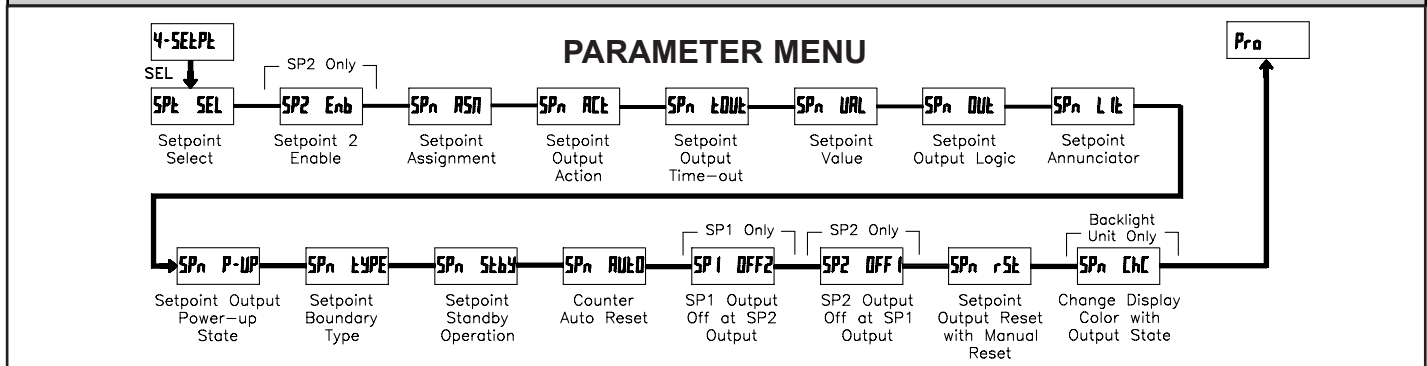 PARAMETER MENU
4-SEtPt
Pro
SEL
SP2 Only
SPt SEL
SP2 Enb
SPn ASN
SPn ACt
SPn tOUt
SPn VAL
SPn OUt
SPn LIt
Setpoint
Select
Setpoint 2
Enable
Setpoint
Assignment
Setpoint
Output
Action
Setpoint
Output
Time-out
Setpoint
Value
Setpoint
Output Logic
Setpoint
Annunciator
SP1 Only
SP2 Only
Backlight
Unit Only
SPn P-UP
SPn tYPE
SPn Stby
SPn AUtO
SP1 OFF2
SP2 OFF1
SPn rSt
SPn ChC
Setpoint Output
Power-up
State
Setpoint
Boundary
Type
Setpoint
Standby
Operation
Counter
Auto Reset
SP1 Output
Off at SP2
Output
SP2 Output
Off at SP1
Output
Setpoint
Output Reset
with Manual
Reset
Change Display
Color with
Output State